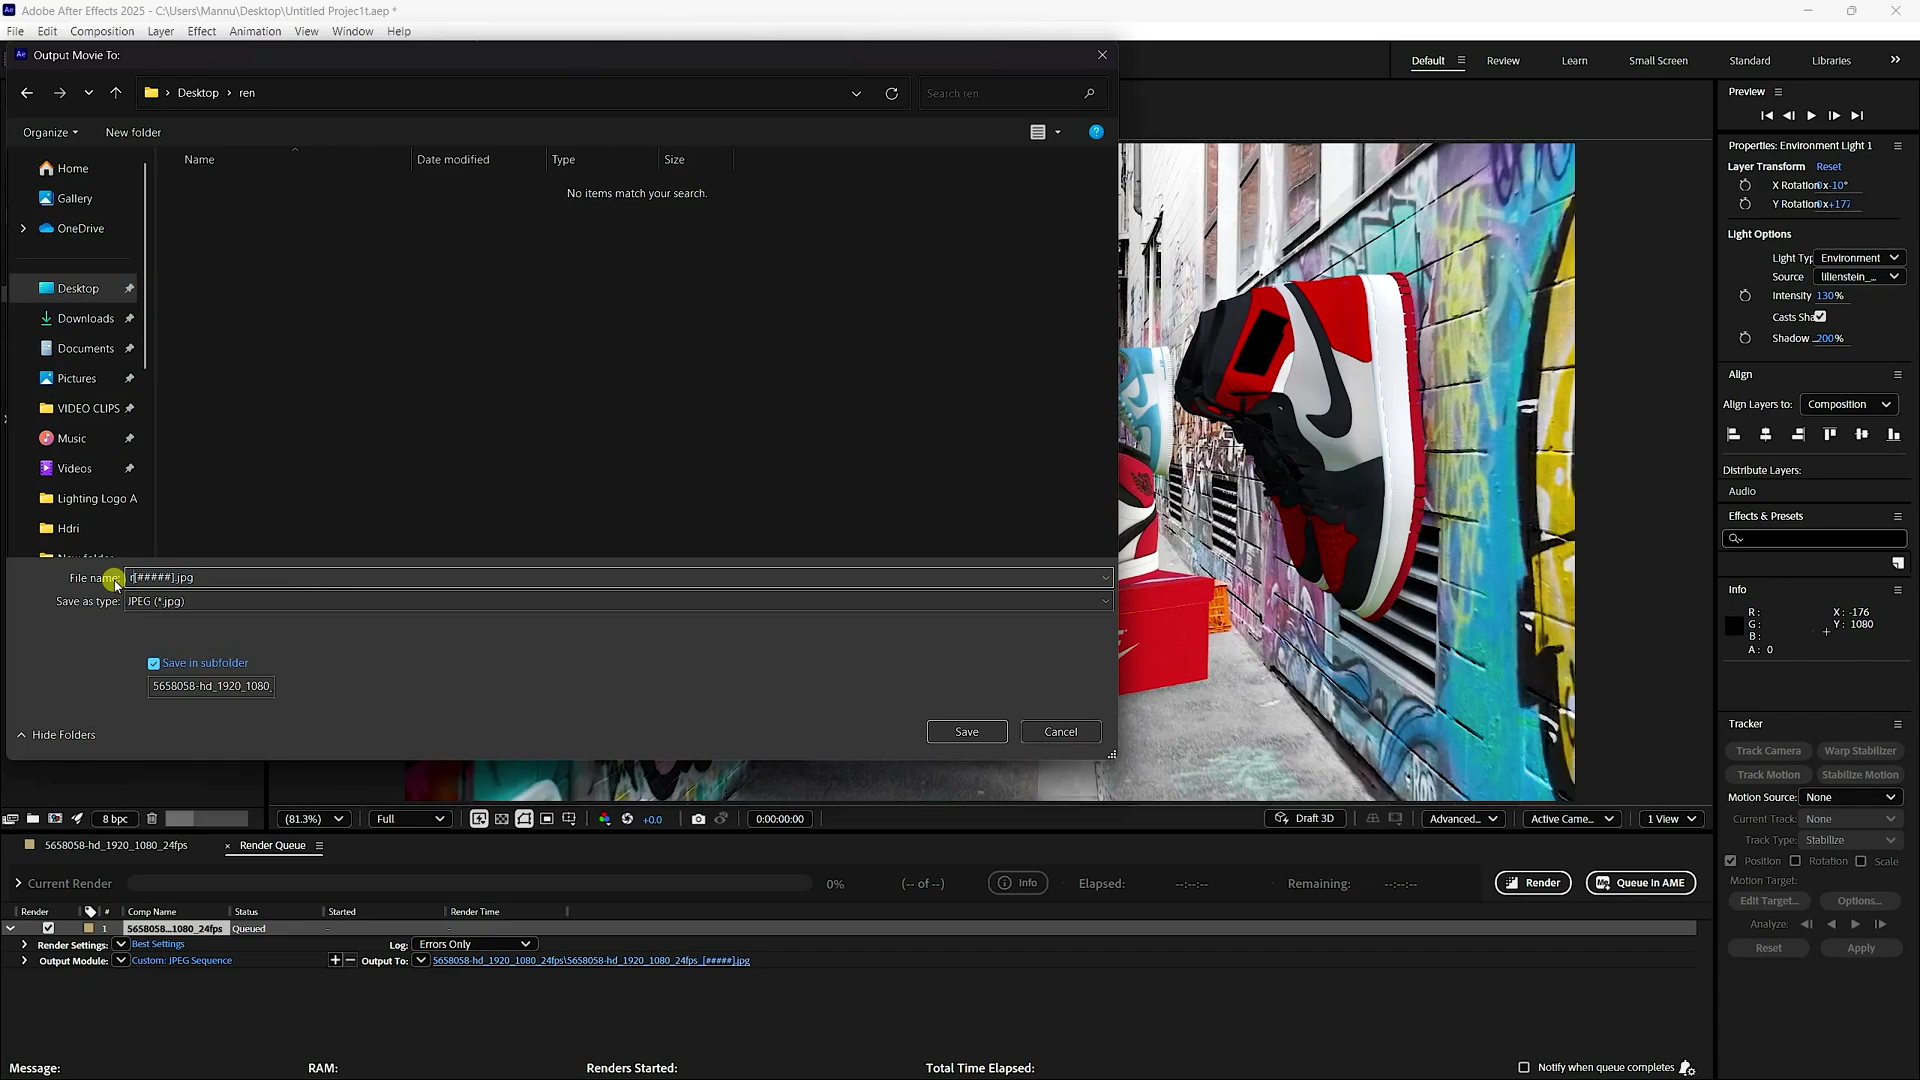 Adobe After Effects 2025 - C:\Users\Mannu\Desktop\Untitled Projec1t.aep *
File Edit Composition Layer Effect Animation View Window Help
Output Movie To:
Default Review Learn Small Screen Standard Libraries
Desktop ren
Search ren
Organize New folder
Name Date modified Type Size
No items match your search.
Home
Gallery
OneDrive
Desktop
Downloads
Documents
Pictures
VIDEO CLIPS
Music
Videos
Lighting Logo A
Hdri
File name: r[#####].jpg
Save as type: JPEG (*.jpg)
Save in subfolder
5658058-hd_1920_1080_
Hide Folders
Save Cancel
Preview
Properties: Environment Light 1
Layer Transform Reset
X Rotation 0x-10°
Y Rotation 0x+177
Light Options
Light Typ Environment
Source lilienstein_...
Intensity 130%
Casts Sha
Shadow ... 200%
Align
Align Layers to: Composition
Distribute Layers:
Audio
Effects & Presets
Info
R: X: -176
G: Y: 1080
B:
A: 0
Tracker
Track Camera Warp Stabilizer
Track Motion Stabilize Motion
Motion Source: None
Current Track: None
Track Type: Stabilize
Position Rotation Scale
Motion Target:
Edit Target... Options...
Analyze:
Reset Apply
8 bpc (81.3%) Full +0.0 0:00:00:00 Draft 3D Advanced... Active Came... 1 View
5658058-hd_1920_1080_24fps × Render Queue
Current Render 0% (-- of --) Info Elapsed: --:--:-- Remaining: --:--:-- Render Queue in AME
Render # Comp Name Status Started Render Time
1 5658058...1080_24fps Queued - -
Render Settings: Best Settings Log: Errors Only
Output Module: Custom: JPEG Sequence Output To: 5658058-hd_1920_1080_24fps\5658058-hd_1920_1080_24fps_[#####].jpg
Message: RAM: Renders Started: Total Time Elapsed: Notify when queue completes